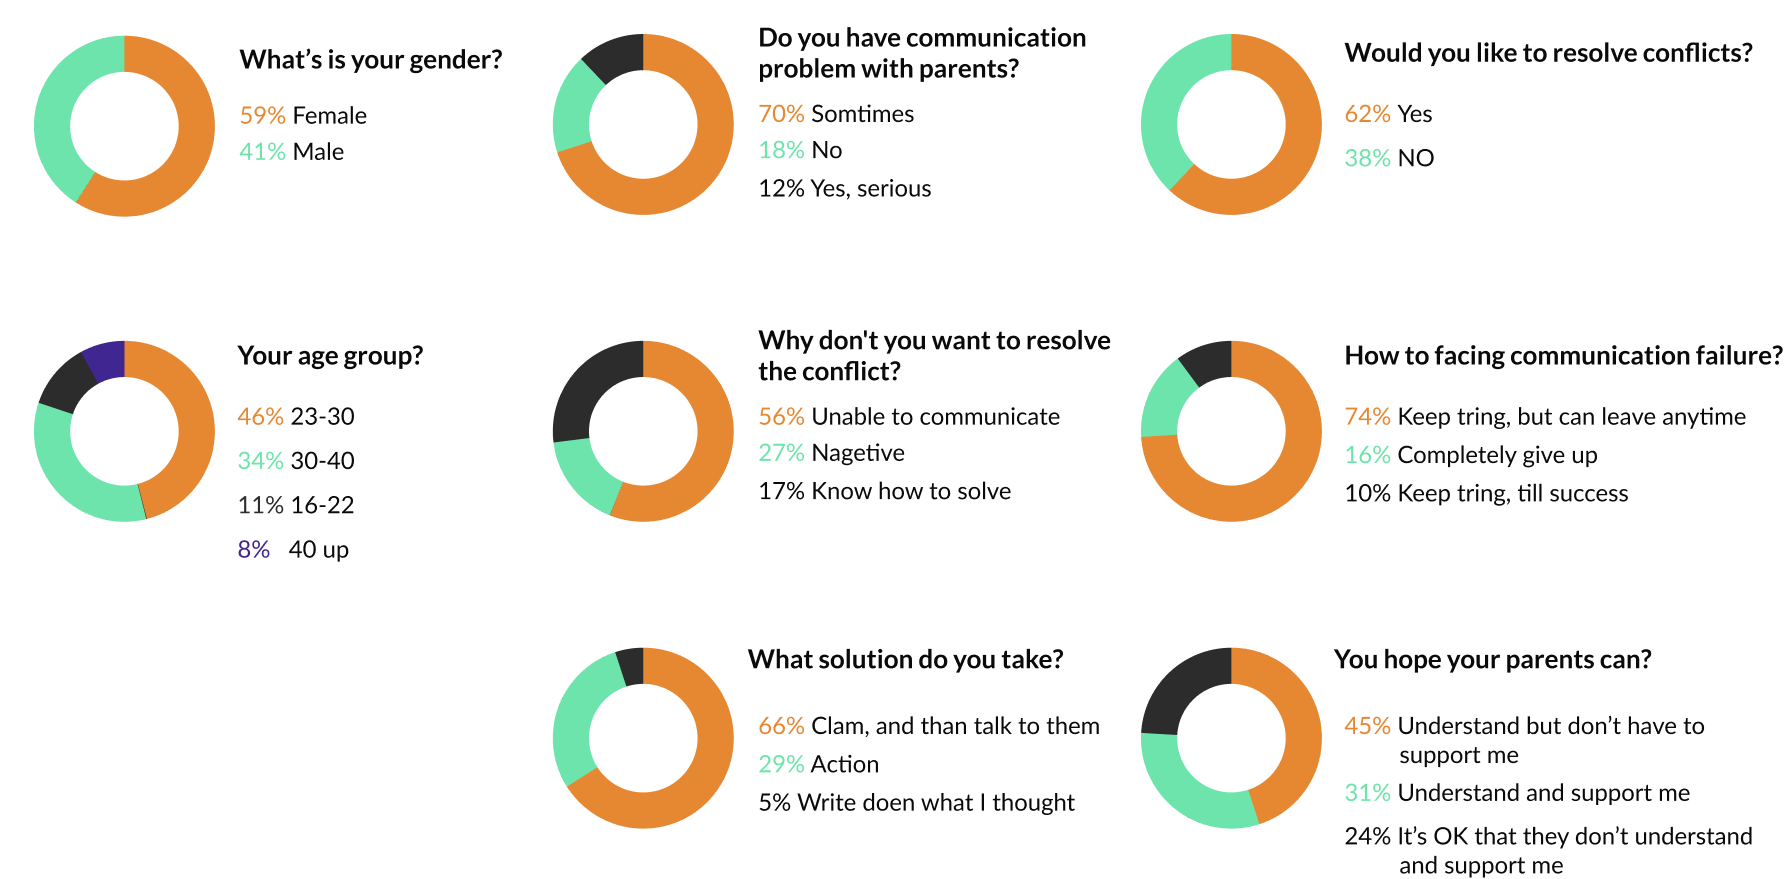 What’s is your gender?
59% Female
41% Male
Do you have communication
problem with parents?
70% Somtimes
18% No
12% Yes, serious
Would you like to resolve conflicts?
62% Yes
38% NO
Your age group?
46% 23-30
34% 30-40
11% 16-22
8% 40 up
Why don't you want to resolve
the conflict?
56% Unable to communicate
27% Nagetive
17% Know how to solve
How to facing communication failure?
74% Keep tring, but can leave anytime
16% Completely give up
10% Keep tring, till success
What solution do you take?
66% Clam, and than talk to them
29% Action
5% Write doen what I thought
You hope your parents can?
45% Understand but don’t have to
support me
31% Understand and support me
24% It’s OK that they don’t understand
and support me